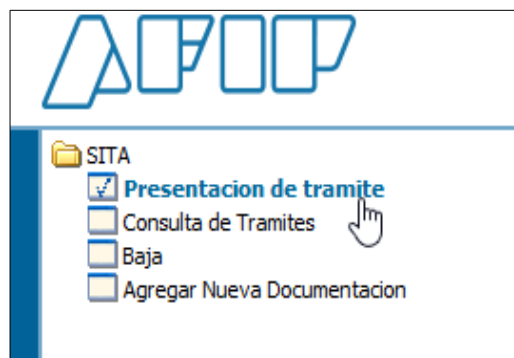 AFIP
SITA
Presentacion de tramite
Consulta de Tramites
Baja
Agregar Nueva Documentacion